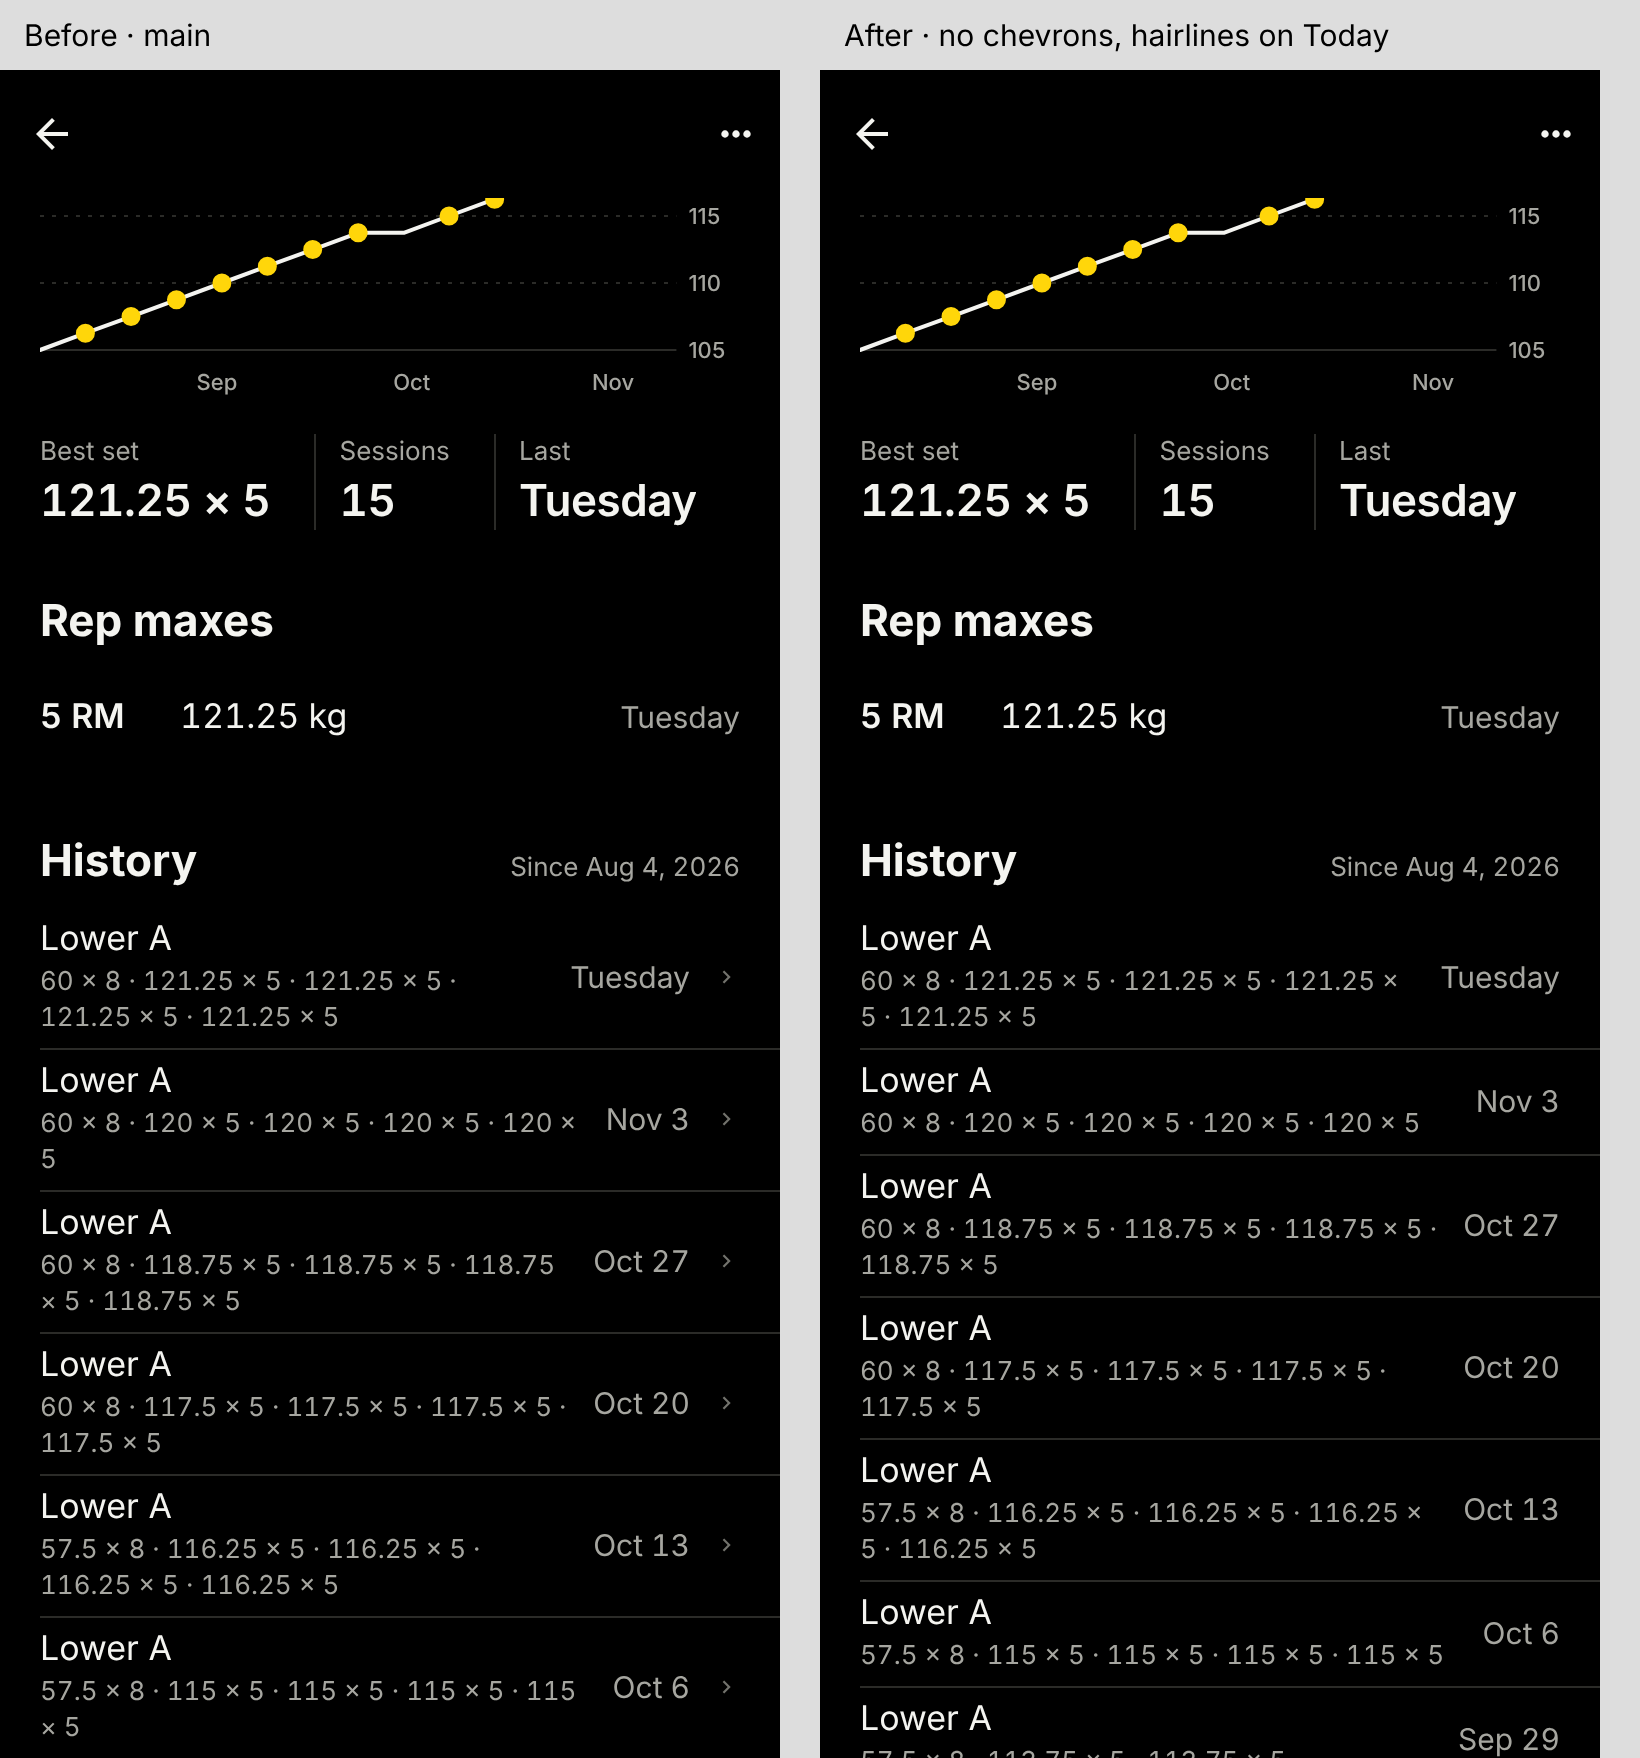 Before · main
115
110
105
Sep Oct Nov
Best set Sessions Last
121.25 × 5 15 Tuesday
Rep maxes
5 RM 121.25 kg Tuesday
History Since Aug 4, 2026
Lower A
60 × 8 · 121.25 × 5 · 121.25 × 5 ·
121.25 × 5 · 121.25 × 5
Tuesday
Lower A
60 × 8 · 120 × 5 · 120 × 5 · 120 × 5 · 120 ×
5
Nov 3
Lower A
60 × 8 · 118.75 × 5 · 118.75 × 5 · 118.75
× 5 · 118.75 × 5
Oct 27
Lower A
60 × 8 · 117.5 × 5 · 117.5 × 5 · 117.5 × 5 ·
117.5 × 5
Oct 20
Lower A
57.5 × 8 · 116.25 × 5 · 116.25 × 5 ·
116.25 × 5 · 116.25 × 5
Oct 13
Lower A
57.5 × 8 · 115 × 5 · 115 × 5 · 115 × 5 · 115
× 5
Oct 6
After · no chevrons, hairlines on Today
115
110
105
Sep Oct Nov
Best set Sessions Last
121.25 × 5 15 Tuesday
Rep maxes
5 RM 121.25 kg Tuesday
History Since Aug 4, 2026
Lower A
60 × 8 · 121.25 × 5 · 121.25 × 5 · 121.25 ×
5 · 121.25 × 5
Tuesday
Lower A
60 × 8 · 120 × 5 · 120 × 5 · 120 × 5 · 120 × 5
Nov 3
Lower A
60 × 8 · 118.75 × 5 · 118.75 × 5 · 118.75 × 5 ·
118.75 × 5
Oct 27
Lower A
60 × 8 · 117.5 × 5 · 117.5 × 5 · 117.5 × 5 ·
117.5 × 5
Oct 20
Lower A
57.5 × 8 · 116.25 × 5 · 116.25 × 5 · 116.25 ×
5 · 116.25 × 5
Oct 13
Lower A
57.5 × 8 · 115 × 5 · 115 × 5 · 115 × 5 · 115 × 5
Oct 6
Lower A
Sep 29